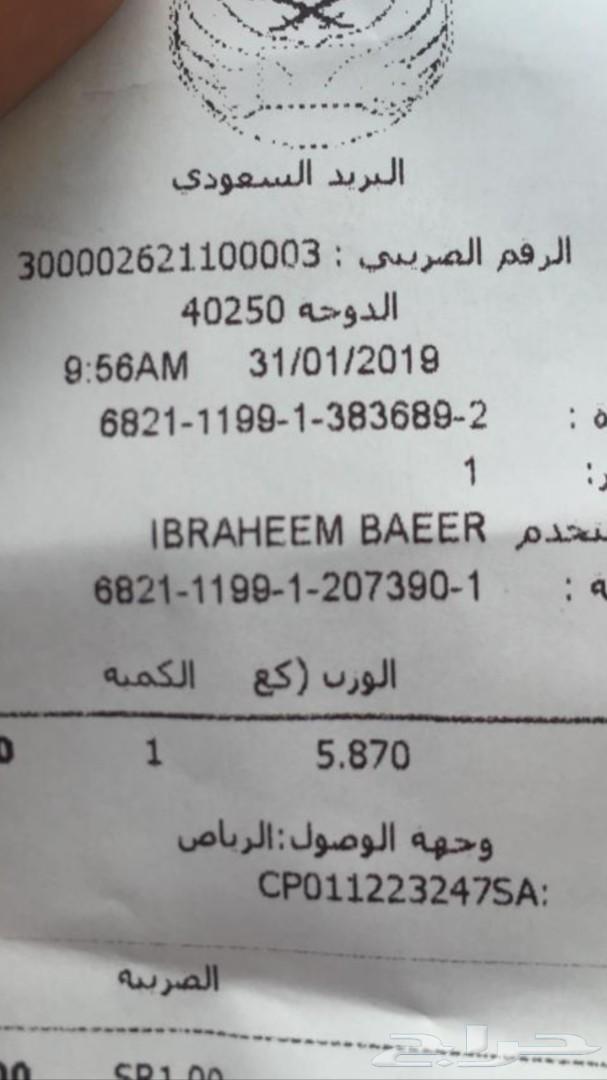 البريد السعودي
الرقم الضريبي : 300002621100003
الدوحه 40250
31/01/2019 9:56AM
6821-1199-1-383689-2
1
IBRAHEEM BAEER
6821-1199-1-207390-1
الوزن (كغ الكميه
5.870 1
وجهة الوصول:الرياض
CP011223247SA:
الضريبه
SR1.00
حراج